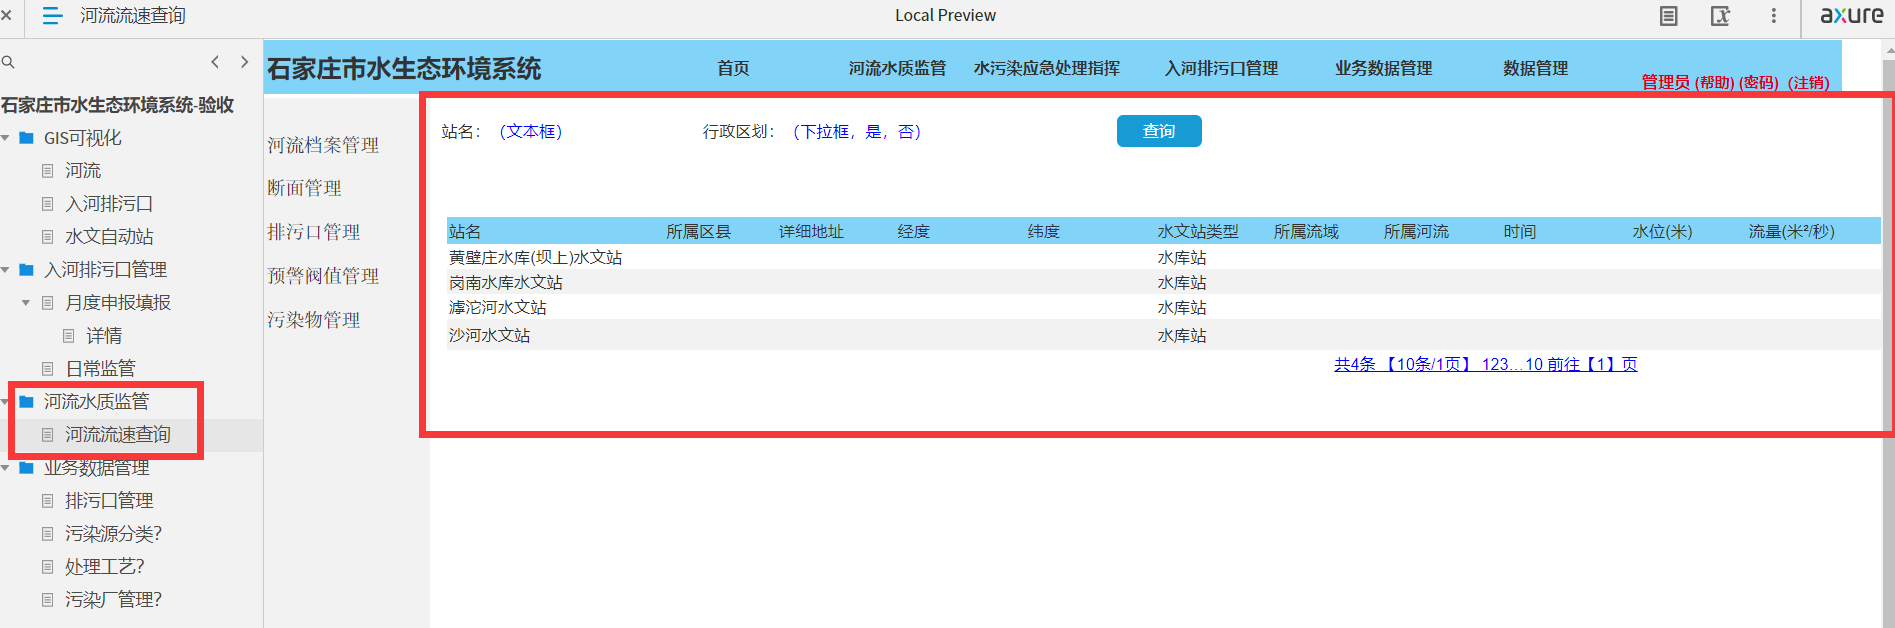 河流流速查询
Local Preview
axure
石家庄市水生态环境系统-验收
GIS可视化
河流
入河排污口
水文自动站
入河排污口管理
月度申报填报
详情
日常监管
河流水质监管
河流流速查询
业务数据管理
排污口管理
污染源分类?
处理工艺?
污染厂管理?
石家庄市水生态环境系统
首页 河流水质监管 水污染应急处理指挥 入河排污口管理 业务数据管理 数据管理
管理员 (帮助) (密码) (注销)
河流档案管理
断面管理
排污口管理
预警阀值管理
污染物管理
站名： （文本框） 行政区划： （下拉框，是，否） 查询
站名 所属区县 详细地址 经度 纬度 水文站类型 所属流域 所属河流 时间 水位(米) 流量(米³/秒)
黄壁庄水库(坝上)水文站 水库站
岗南水库水文站 水库站
滹沱河水文站 水库站
沙河水文站 水库站
共4条 【10条/1页】 123...10 前往【1】页